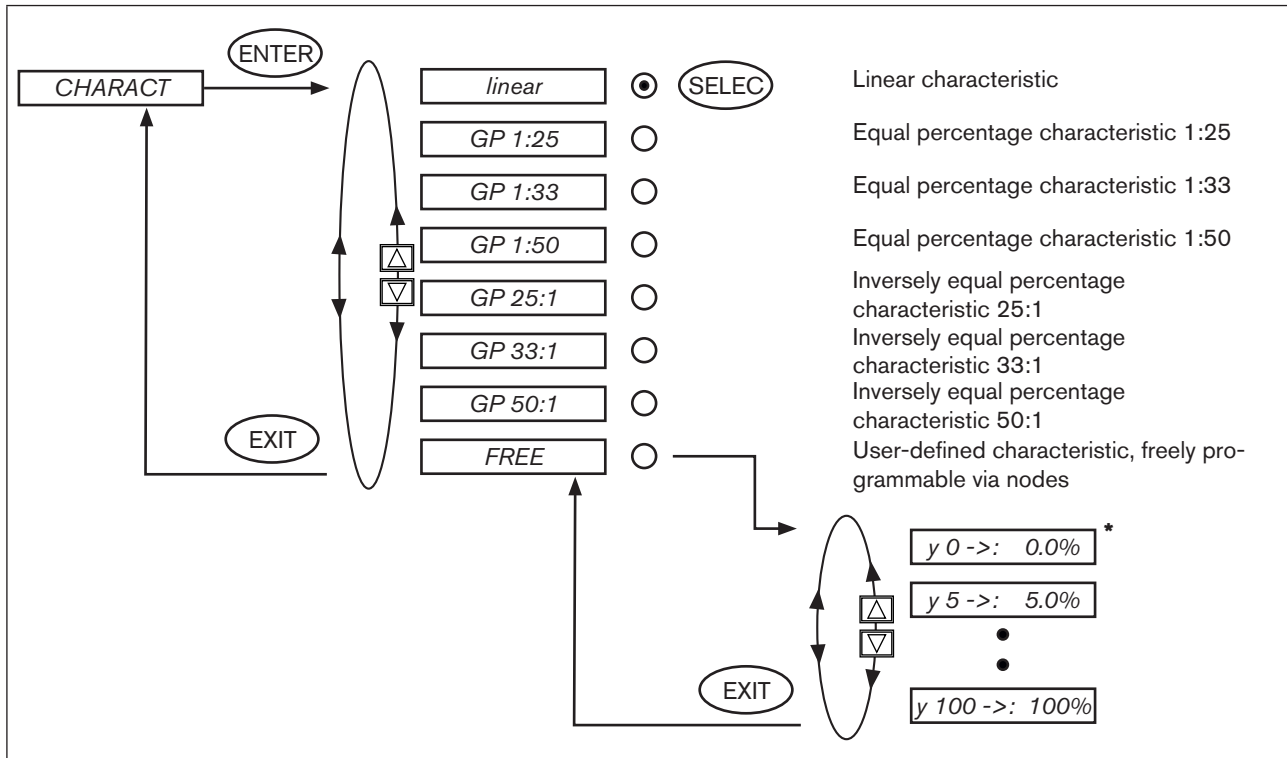 ENTER
CHARACT
linear
SELEC
Linear characteristic
GP 1:25
Equal percentage characteristic 1:25
GP 1:33
Equal percentage characteristic 1:33
GP 1:50
Equal percentage characteristic 1:50
GP 25:1
Inversely equal percentage
characteristic 25:1
GP 33:1
Inversely equal percentage
characteristic 33:1
GP 50:1
Inversely equal percentage
characteristic 50:1
EXIT
FREE
User-defined characteristic, freely pro-
grammable via nodes
y 0 ->: 0.0% *
y 5 ->: 5.0%
EXIT
y 100 ->: 100%